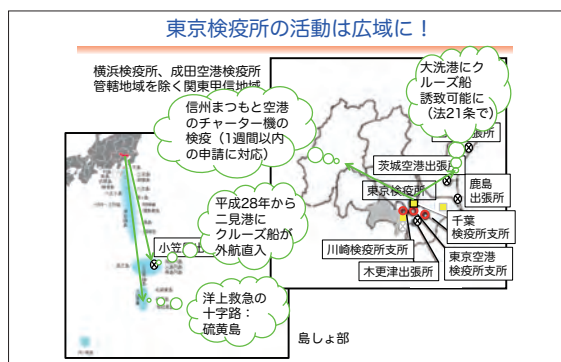 東京検疫所の活動は広域に！
横浜検疫所、成田空港検疫所
管轄地域を除く関東甲信地域
信州まつもと空港
のチャーター機の
検疫（1週間以内
の申請に対応）
大洗港にク
ルーズ船
誘致可能に
（法21条で）
張所
茨城空港出張所
東京検疫所
鹿島
出張所
千葉
検疫所支所
東京空港
検疫所支所
川崎検疫所支所
木更津出張所
平成28年から
二見港に
クルーズ船が
外航直入
小笠
洋上救急の
十字路：
硫黄島
島しょ部